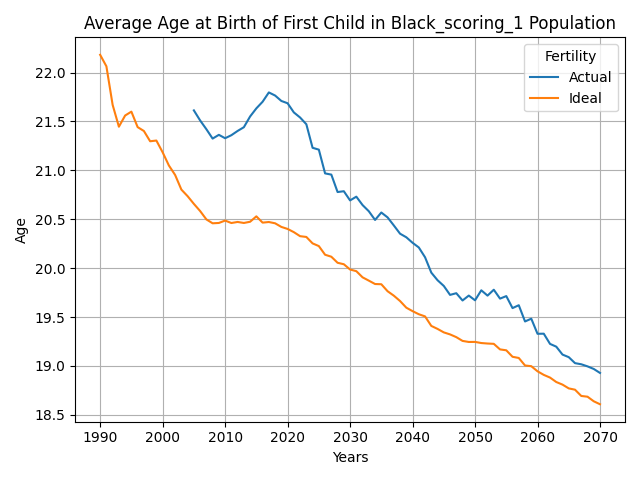 Average Age at Birth of First Child in Black_scoring_1 Population
Fertility
Actual
Ideal
Age
22.0
21.5
21.0
20.5
20.0
19.5
19.0
18.5
1990 2000 2010 2020 2030 2040 2050 2060 2070
Years